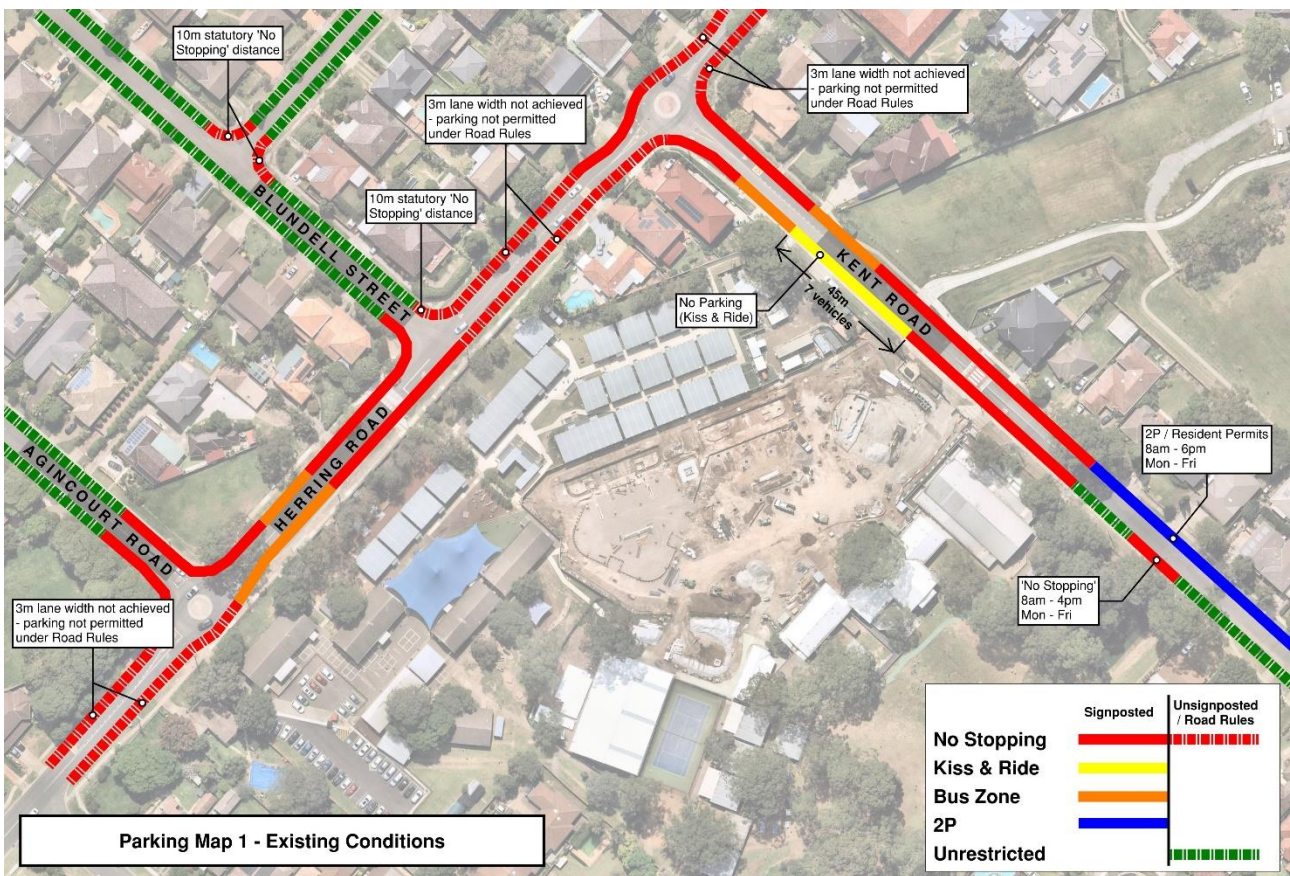 10m statutory 'No
Stopping' distance
3m lane width not achieved
- parking not permitted
under Road Rules
3m lane width not achieved
- parking not permitted
under Road Rules
10m statutory 'No
Stopping' distance
BLUNDELL STREET
KENT ROAD
No Parking
(Kiss & Ride)
45m
7 vehicles
HERRING ROAD
AGINCOURT ROAD
2P / Resident Permits
8am - 6pm
Mon - Fri
'No Stopping'
8am - 4pm
Mon - Fri
3m lane width not achieved
- parking not permitted
under Road Rules
Signposted
Unsignposted
/ Road Rules
No Stopping
Kiss & Ride
Bus Zone
2P
Unrestricted
Parking Map 1 - Existing Conditions